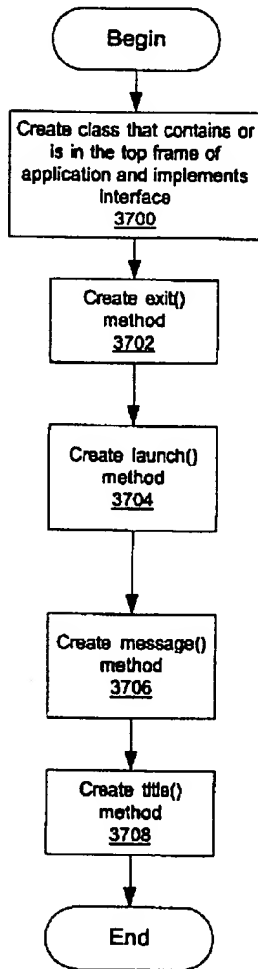 Begin
Create class that contains or
is in the top frame of
application and implements
interface
3700
Create exit()
method
3702
Create launch()
method
3704
Create message()
method
3706
Create title()
method
3708
End